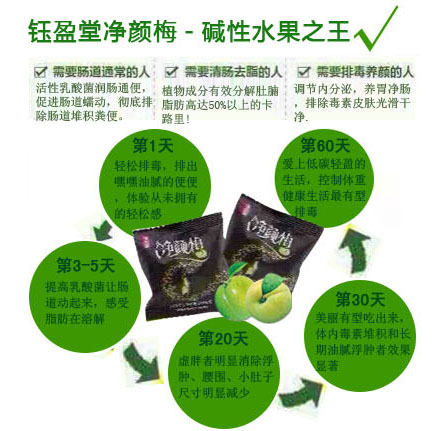 钰盈堂净颜梅 - 碱性水果之王
需要肠道通常的人
活性乳酸菌润肠通便,
促进肠道蠕动,彻底排
除肠道堆积粪便。
需要清肠去脂的人
植物成分有效分解肚腩
脂肪高达50%以上的卡
路里!
需要排毒养颜的人
调节内分泌,养胃净肠
,排除毒素皮肤光滑干
净.
第1天
轻松排毒,排出
嘿嘿油腻的便便
,体验从未拥有
的轻松感
第60天
爱上低碳轻盈的
生活,控制体重
健康生活最有型
排毒
第3-5天
提高乳酸菌让肠
道动起来,感受
脂肪在溶解
净颜梅
净颜梅
第30天
美丽有型吃出来,
体内毒素堆积和长
期油腻浮肿者效果
显著
第20天
虚胖者明显消除浮
肿、腰围、小肚子
尺寸明显减少